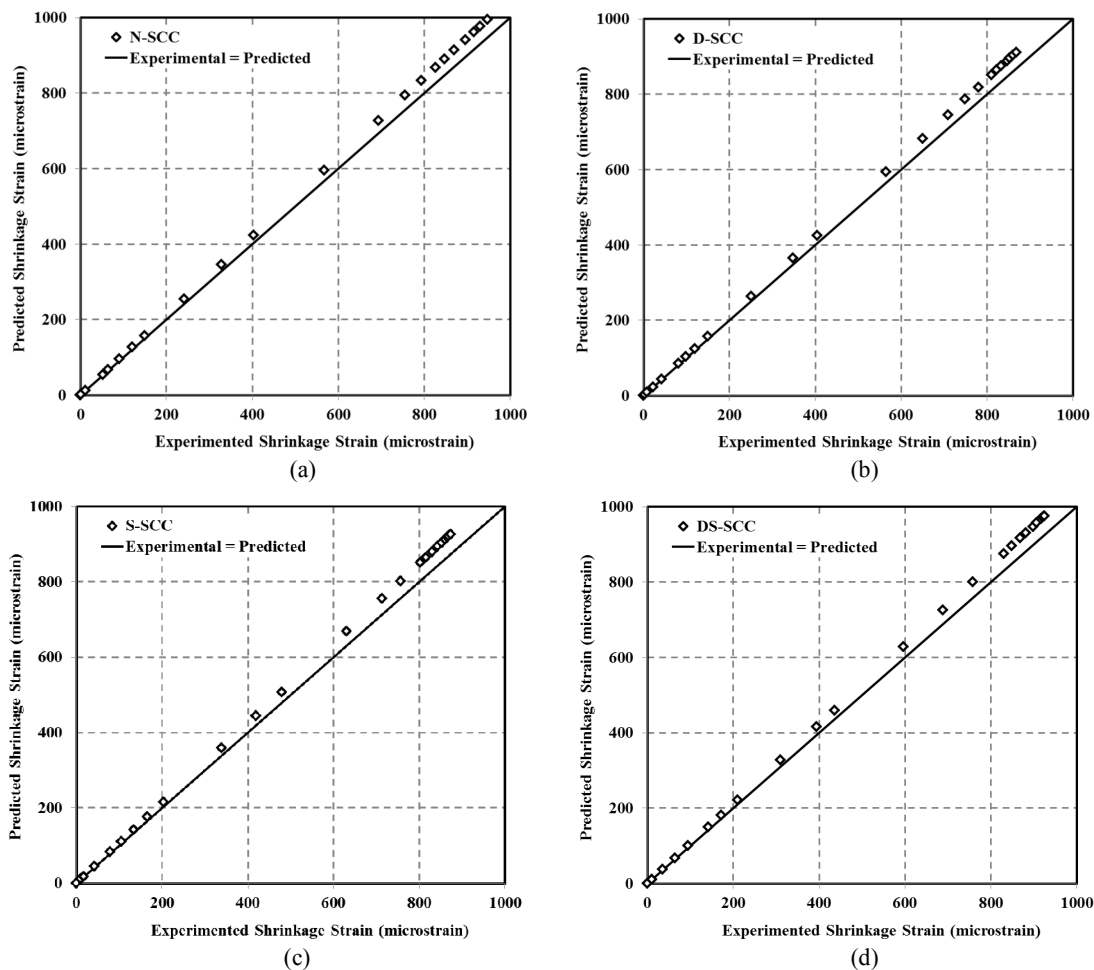 1000
800
600
400
200
0
Predicted Shrinkage Strain (microstrain)
N-SCC
Experimental = Predicted
0 200 400 600 800 1000
Experimented Shrinkage Strain (microstrain)
(a)
1000
800
600
400
200
0
Predicted Shrinkage Strain (microstrain)
D-SCC
Experimental = Predicted
0 200 400 600 800 1000
Experimented Shrinkage Strain (microstrain)
(b)
1000
800
600
400
200
0
Predicted Shrinkage Strain (microstrain)
S-SCC
Experimental = Predicted
0 200 400 600 800 1000
Experimented Shrinkage Strain (microstrain)
(c)
1000
800
600
400
200
0
Predicted Shrinkage Strain (microstrain)
DS-SCC
Experimental = Predicted
0 200 400 600 800 1000
Experimented Shrinkage Strain (microstrain)
(d)